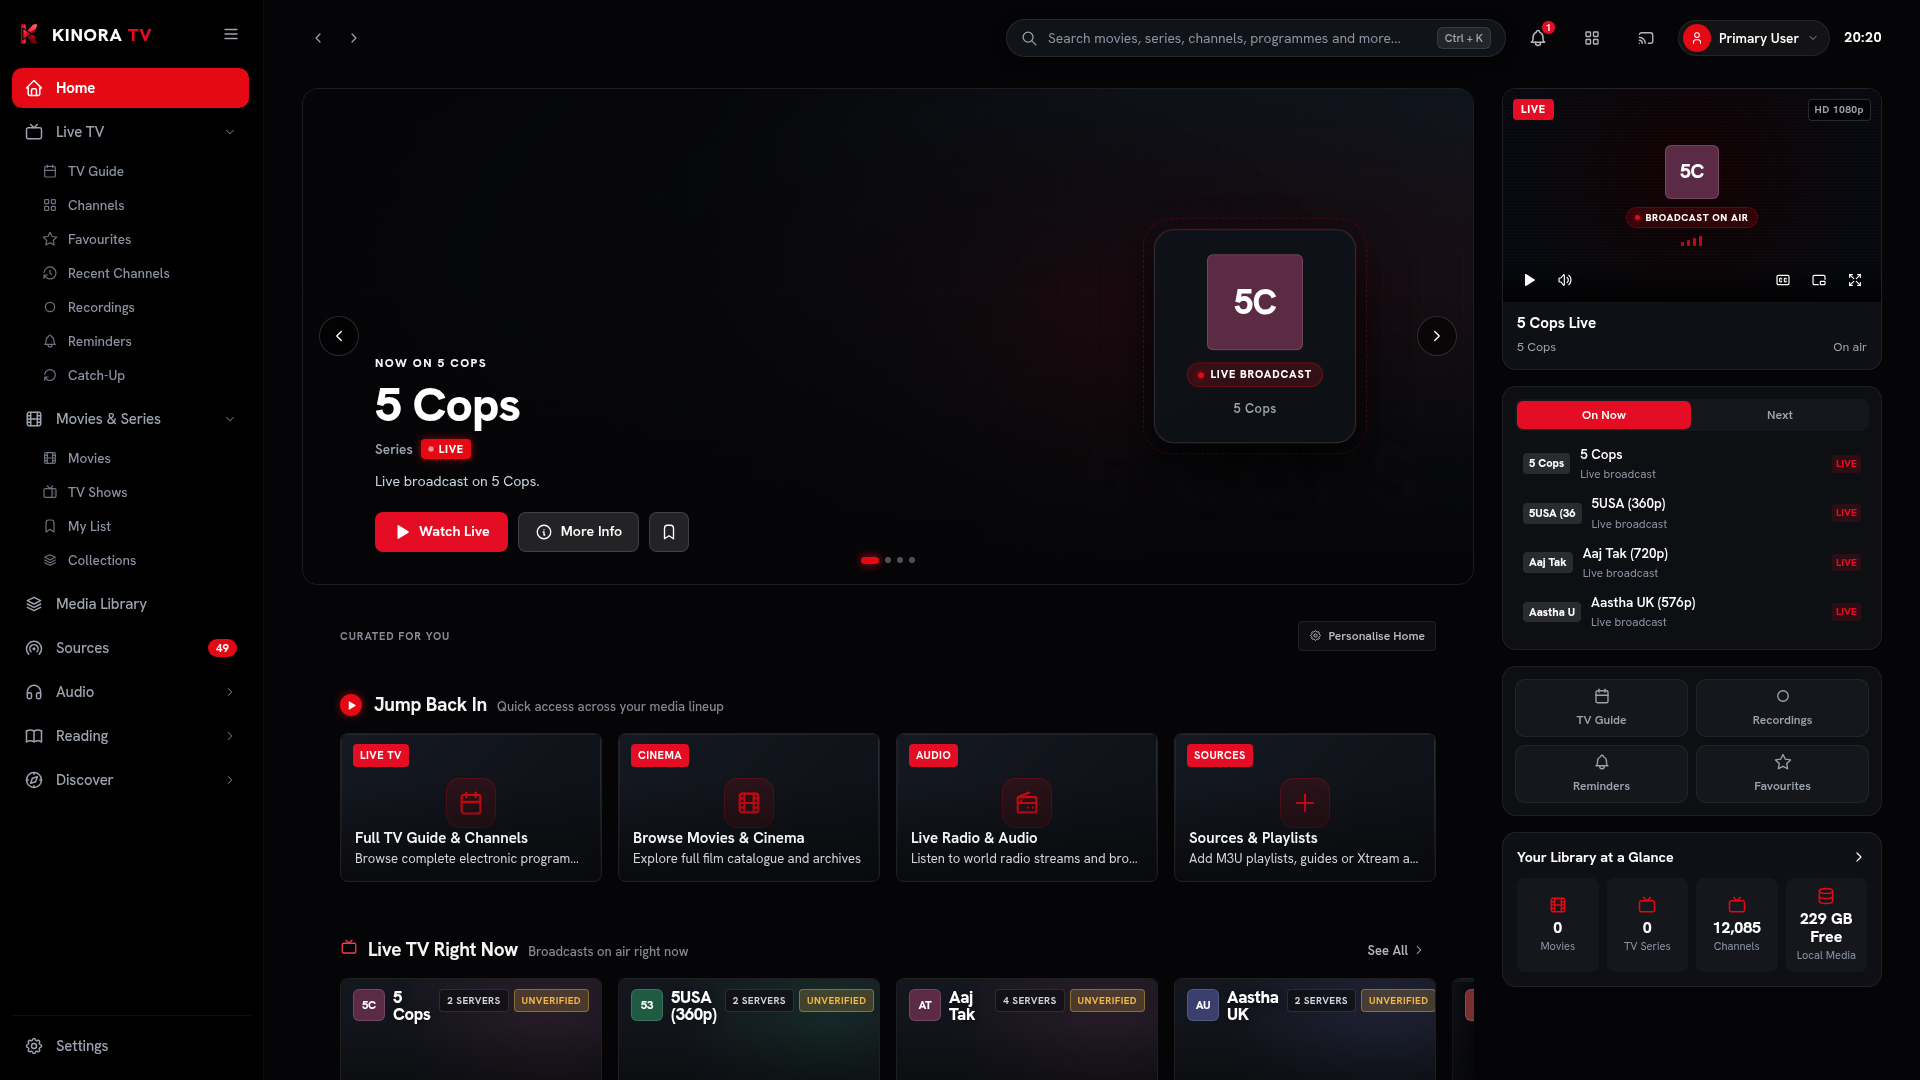 KINORA TV
Home
Live TV
TV Guide
Channels
Favourites
Recent Channels
Recordings
Reminders
Catch-Up
Movies & Series
Movies
TV Shows
My List
Collections
Media Library
Sources 49
Audio
Reading
Discover
Settings
Search movies, series, channels, programmes and more... Ctrl + K
1
Primary User
20:20
NOW ON 5 COPS
5 Cops
Series LIVE
Live broadcast on 5 Cops.
Watch Live More Info
5C
LIVE BROADCAST
5 Cops
CURATED FOR YOU
Personalise Home
Jump Back In Quick access across your media lineup
LIVE TV
Full TV Guide & Channels
Browse complete electronic program...
CINEMA
Browse Movies & Cinema
Explore full film catalogue and archives
AUDIO
Live Radio & Audio
Listen to world radio streams and bro...
SOURCES
Sources & Playlists
Add M3U playlists, guides or Xtream a...
Live TV Right Now Broadcasts on air right now
See All
5C 5 Cops 2 SERVERS UNVERIFIED
53 5USA (360p) 2 SERVERS UNVERIFIED
AT Aaj Tak 4 SERVERS UNVERIFIED
AU Aastha UK 2 SERVERS UNVERIFIED
LIVE
HD 1080p
5C
BROADCAST ON AIR
5 Cops Live
5 Cops On air
On Now Next
5 Cops 5 Cops LIVE
Live broadcast
5USA (36 5USA (360p) LIVE
Live broadcast
Aaj Tak Aaj Tak (720p) LIVE
Live broadcast
Aastha U Aastha UK (576p) LIVE
Live broadcast
TV Guide Recordings
Reminders Favourites
Your Library at a Glance
0
Movies
0
TV Series
12,085
Channels
229 GB
Free
Local Media